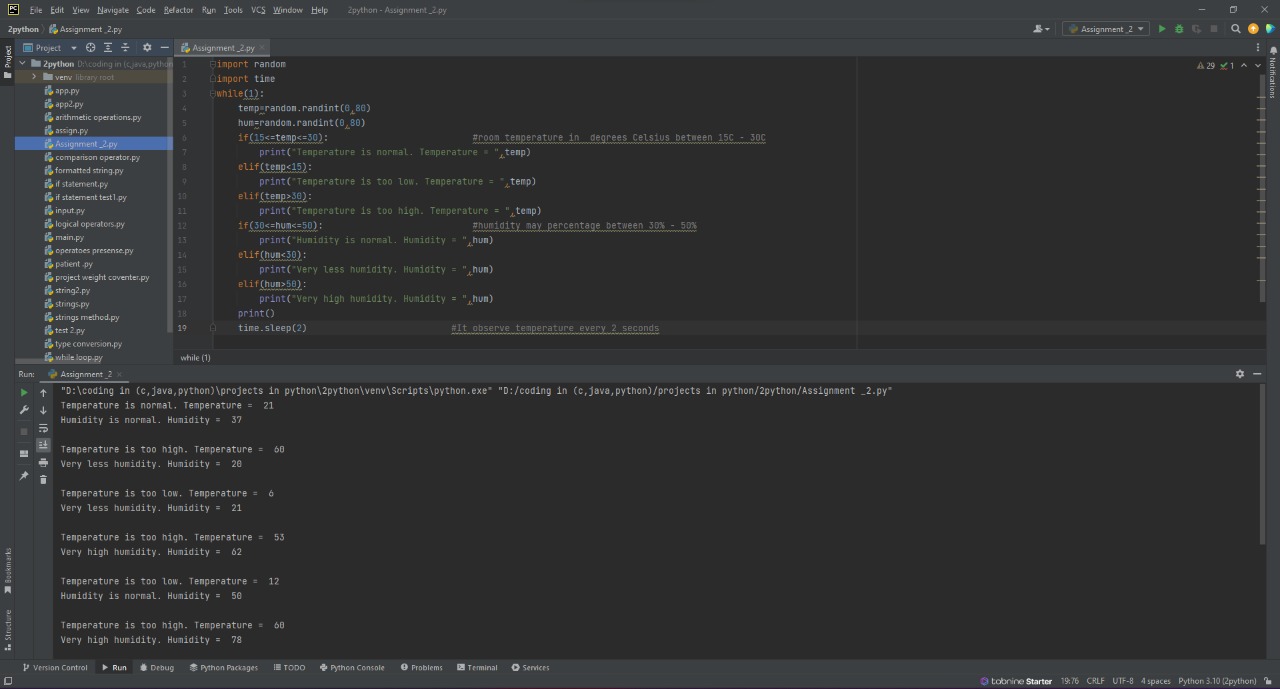 PC File Edit View Navigate Code Refactor Run Tools VCS Window Help 2python - Assignment _2.py
2python Assignment _2.py Assignment _2
Project
Project
Assignment _2.py
2python D:\coding in (c,java,python
venv library root
app.py
app2.py
arithmetic operations.py
assign.py
Assignment _2.py
comparison operator.py
formatted string.py
if statement.py
if statement test1.py
input.py
logical operators.py
main.py
operatoes presense.py
patient .py
project weight coventer.py
string2.py
strings.py
strings method.py
test 2.py
type conversion.py
while loop.py
1 import random
2 import time
3 while(1):
4 temp=random.randint(0,80)
5 hum=random.randint(0,80)
6 if(15<=temp<=30): #room temperature in  degrees Celsius between 15C - 30C
7 print("Temperature is normal. Temperature = ",temp)
8 elif(temp<15):
9 print("Temperature is too low. Temperature = ",temp)
10 elif(temp>30):
11 print("Temperature is too high. Temperature = ",temp)
12 if(30<=hum<=50): #humidity may percentage between 30% - 50%
13 print("Humidity is normal. Humidity = ",hum)
14 elif(hum<30):
15 print("Very less humidity. Humidity = ",hum)
16 elif(hum>50):
17 print("Very high humidity. Humidity = ",hum)
18 print()
19 time.sleep(2) #It observe temperature every 2 seconds
while (1)
29 1
Notifications
Run: Assignment _2
"D:\coding in (c,java,python)\projects in python\2python\venv\Scripts\python.exe" "D:/coding in (c,java,python)/projects in python/2python/Assignment _2.py"
Temperature is normal. Temperature =  21
Humidity is normal. Humidity =  37
Temperature is too high. Temperature =  60
Very less humidity. Humidity =  20
Temperature is too low. Temperature =  6
Very less humidity. Humidity =  21
Temperature is too high. Temperature =  53
Very high humidity. Humidity =  62
Temperature is too low. Temperature =  12
Humidity is normal. Humidity =  50
Temperature is too high. Temperature =  60
Very high humidity. Humidity =  78
Bookmarks
Structure
Version Control Run Debug Python Packages TODO Python Console Problems Terminal Services
tabnine Starter 19:76 CRLF UTF-8 4 spaces Python 3.10 (2python)